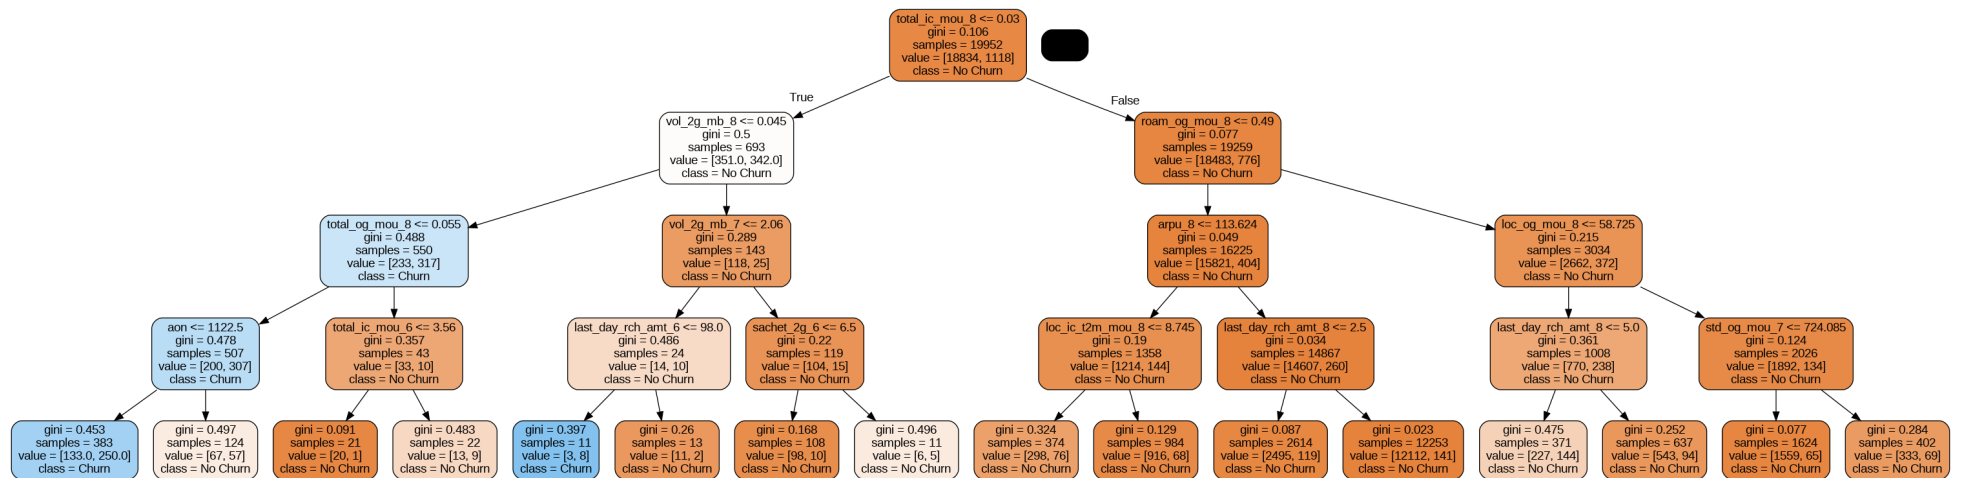 total_ic_mou_8 <= 0.03
gini = 0.106
samples = 19952
value = [18834, 1118]
class = No Churn
True
False
vol_2g_mb_8 <= 0.045
gini = 0.5
samples = 693
value = [351.0, 342.0]
class = No Churn
roam_og_mou_8 <= 0.49
gini = 0.077
samples = 19259
value = [18483, 776]
class = No Churn
total_og_mou_8 <= 0.055
gini = 0.488
samples = 550
value = [233, 317]
class = Churn
vol_2g_mb_7 <= 2.06
gini = 0.289
samples = 143
value = [118, 25]
class = No Churn
arpu_8 <= 113.624
gini = 0.049
samples = 16225
value = [15821, 404]
class = No Churn
loc_og_mou_8 <= 58.725
gini = 0.215
samples = 3034
value = [2662, 372]
class = No Churn
aon <= 1122.5
gini = 0.478
samples = 507
value = [200, 307]
class = Churn
total_ic_mou_6 <= 3.56
gini = 0.357
samples = 43
value = [33, 10]
class = No Churn
last_day_rch_amt_6 <= 98.0
gini = 0.486
samples = 24
value = [14, 10]
class = No Churn
sachet_2g_6 <= 6.5
gini = 0.22
samples = 119
value = [104, 15]
class = No Churn
loc_ic_t2m_mou_8 <= 8.745
gini = 0.19
samples = 1358
value = [1214, 144]
class = No Churn
last_day_rch_amt_8 <= 2.5
gini = 0.034
samples = 14867
value = [14607, 260]
class = No Churn
last_day_rch_amt_8 <= 5.0
gini = 0.361
samples = 1008
value = [770, 238]
class = No Churn
std_og_mou_7 <= 724.085
gini = 0.124
samples = 2026
value = [1892, 134]
class = No Churn
gini = 0.453
samples = 383
value = [133.0, 250.0]
class = Churn
gini = 0.497
samples = 124
value = [67, 57]
class = No Churn
gini = 0.091
samples = 21
value = [20, 1]
class = No Churn
gini = 0.483
samples = 22
value = [13, 9]
class = No Churn
gini = 0.397
samples = 11
value = [3, 8]
class = Churn
gini = 0.26
samples = 13
value = [11, 2]
class = No Churn
gini = 0.168
samples = 108
value = [98, 10]
class = No Churn
gini = 0.496
samples = 11
value = [6, 5]
class = No Churn
gini = 0.324
samples = 374
value = [298, 76]
class = No Churn
gini = 0.129
samples = 984
value = [916, 68]
class = No Churn
gini = 0.087
samples = 2614
value = [2495, 119]
class = No Churn
gini = 0.023
samples = 12253
value = [12112, 141]
class = No Churn
gini = 0.475
samples = 371
value = [227, 144]
class = No Churn
gini = 0.252
samples = 637
value = [543, 94]
class = No Churn
gini = 0.077
samples = 1624
value = [1559, 65]
class = No Churn
gini = 0.284
samples = 402
value = [333, 69]
class = No Churn